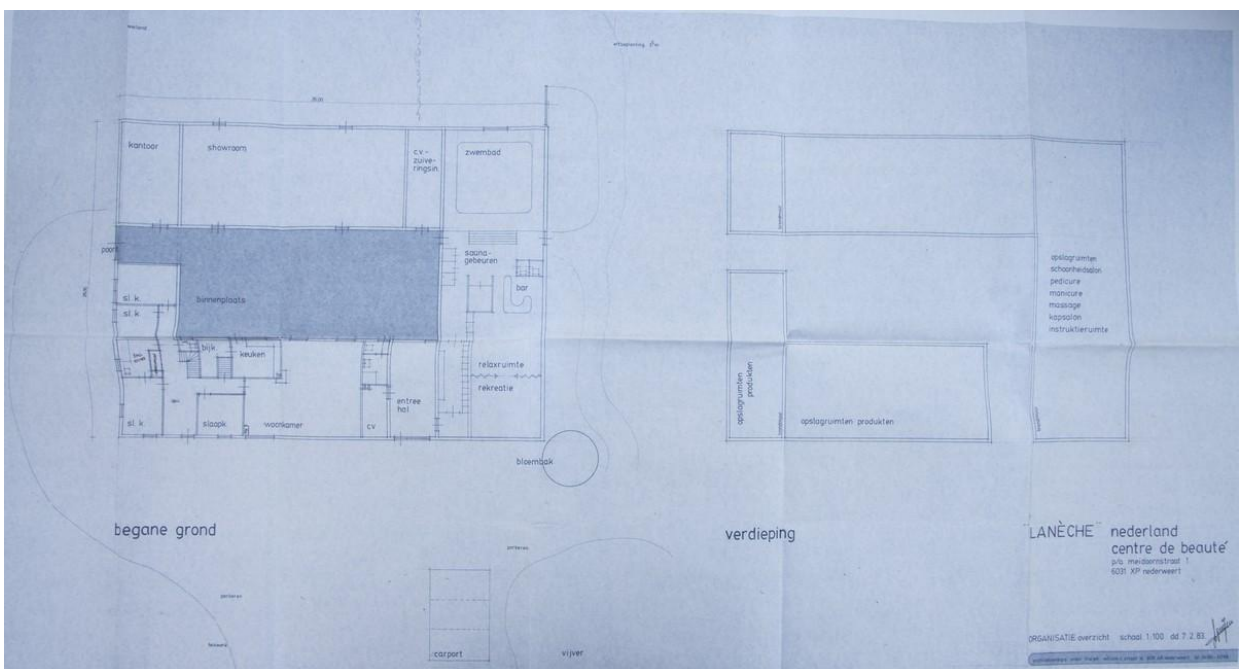 kantoor
showroom
c.v.-
zuive-
ringsin.
zwembad
poort
sauna-
gebeuren
bar
sl. k.
binnenplaats
sl. k.
bijk.
keuken
relaxruimte
rekreatie
entree
hal
sl. k.
slaapk.
woonkamer
c.v.
bloembak
begane grond
carport
vijver
opslagruimten
schoonheidssalon
pedicure
manicure
massage
kapsalon
instruktieruimte
opslagruimten
produkten
opslagruimten produkten
verdieping
"LANÈCHE" nederland
centre de beauté
p/a meidoornstraat 1
6031 XP nederweert
ORGANISATIE overzicht schaal 1:100 dd 7.2.83.